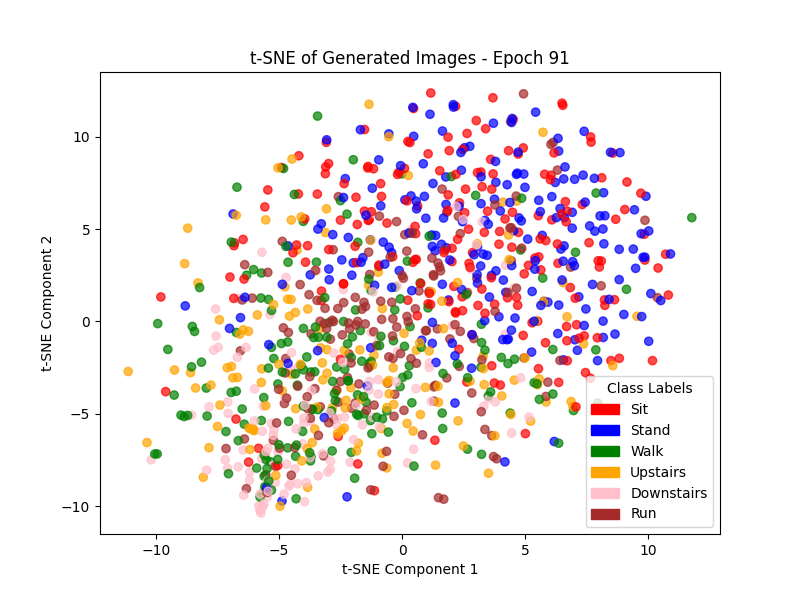 t-SNE of Generated Images - Epoch 91
t-SNE Component 2
10
5
0
−5
−10
−10
−5
0
5
10
t-SNE Component 1
Class Labels
Sit
Stand
Walk
Upstairs
Downstairs
Run